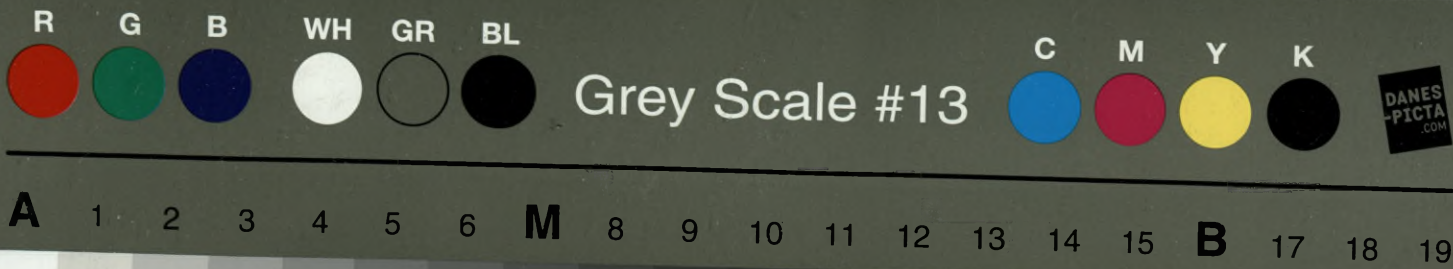 R G B WH GR BL C M Y K
Grey Scale #13
DANES
-PICTA
.COM
A 1 2 3 4 5 6 M 8 9 10 11 12 13 14 15 B 17 18 19